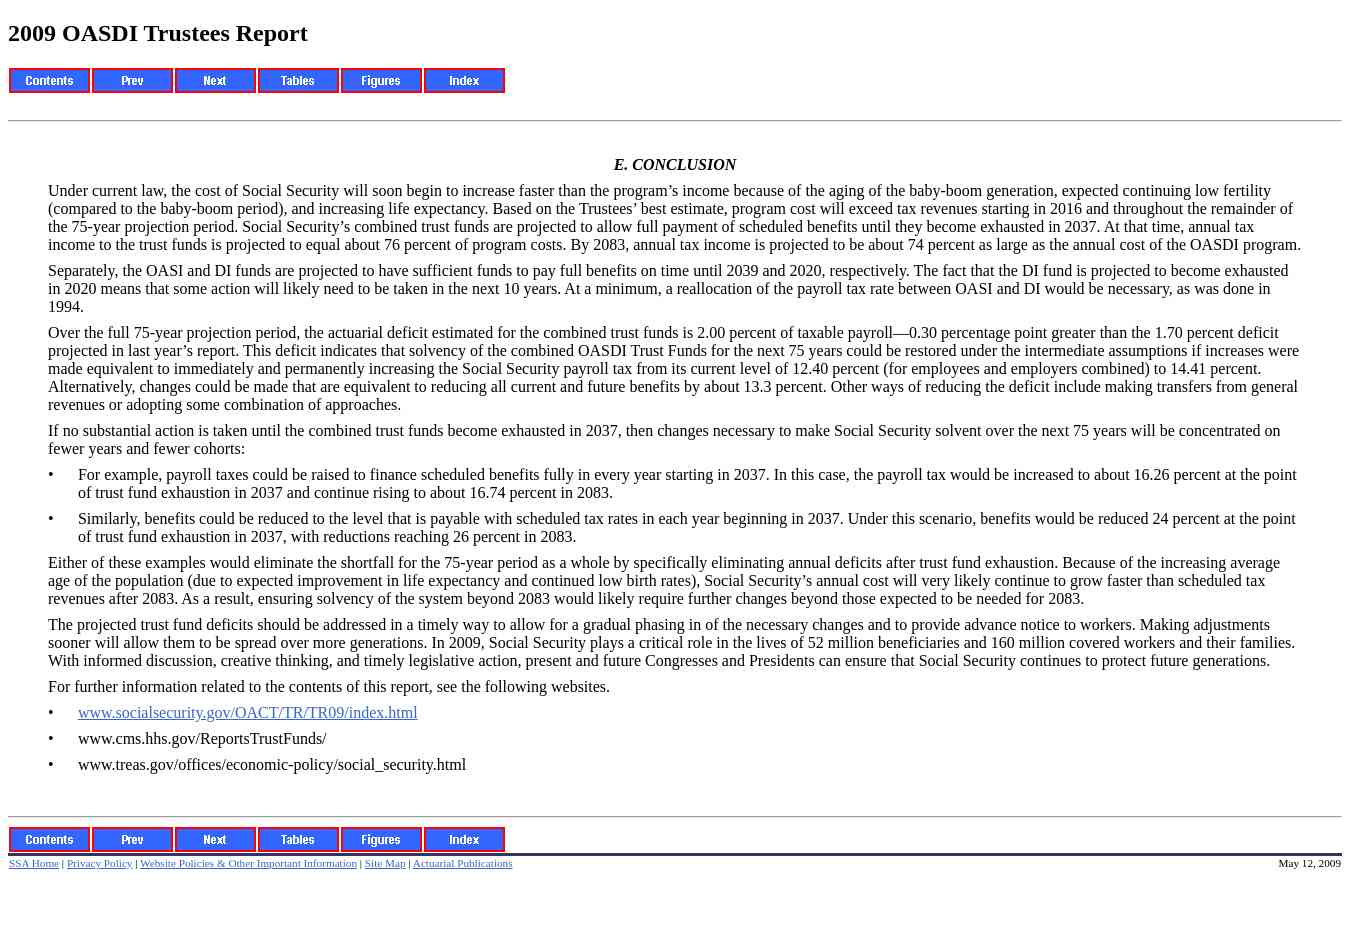 2009 OASDI Trustees Report
Contents Prev Next Tables Figures Index
E. CONCLUSION
Under current law, the cost of Social Security will soon begin to increase faster than the program’s income because of the aging of the baby-boom generation, expected continuing low fertility
(compared to the baby-boom period), and increasing life expectancy. Based on the Trustees’ best estimate, program cost will exceed tax revenues starting in 2016 and throughout the remainder of
the 75-year projection period. Social Security’s combined trust funds are projected to allow full payment of scheduled benefits until they become exhausted in 2037. At that time, annual tax
income to the trust funds is projected to equal about 76 percent of program costs. By 2083, annual tax income is projected to be about 74 percent as large as the annual cost of the OASDI program.
Separately, the OASI and DI funds are projected to have sufficient funds to pay full benefits on time until 2039 and 2020, respectively. The fact that the DI fund is projected to become exhausted
in 2020 means that some action will likely need to be taken in the next 10 years. At a minimum, a reallocation of the payroll tax rate between OASI and DI would be necessary, as was done in
1994.
Over the full 75-year projection period, the actuarial deficit estimated for the combined trust funds is 2.00 percent of taxable payroll—0.30 percentage point greater than the 1.70 percent deficit
projected in last year’s report. This deficit indicates that solvency of the combined OASDI Trust Funds for the next 75 years could be restored under the intermediate assumptions if increases were
made equivalent to immediately and permanently increasing the Social Security payroll tax from its current level of 12.40 percent (for employees and employers combined) to 14.41 percent.
Alternatively, changes could be made that are equivalent to reducing all current and future benefits by about 13.3 percent. Other ways of reducing the deficit include making transfers from general
revenues or adopting some combination of approaches.
If no substantial action is taken until the combined trust funds become exhausted in 2037, then changes necessary to make Social Security solvent over the next 75 years will be concentrated on
fewer years and fewer cohorts:
• For example, payroll taxes could be raised to finance scheduled benefits fully in every year starting in 2037. In this case, the payroll tax would be increased to about 16.26 percent at the point
of trust fund exhaustion in 2037 and continue rising to about 16.74 percent in 2083.
• Similarly, benefits could be reduced to the level that is payable with scheduled tax rates in each year beginning in 2037. Under this scenario, benefits would be reduced 24 percent at the point
of trust fund exhaustion in 2037, with reductions reaching 26 percent in 2083.
Either of these examples would eliminate the shortfall for the 75-year period as a whole by specifically eliminating annual deficits after trust fund exhaustion. Because of the increasing average
age of the population (due to expected improvement in life expectancy and continued low birth rates), Social Security’s annual cost will very likely continue to grow faster than scheduled tax
revenues after 2083. As a result, ensuring solvency of the system beyond 2083 would likely require further changes beyond those expected to be needed for 2083.
The projected trust fund deficits should be addressed in a timely way to allow for a gradual phasing in of the necessary changes and to provide advance notice to workers. Making adjustments
sooner will allow them to be spread over more generations. In 2009, Social Security plays a critical role in the lives of 52 million beneficiaries and 160 million covered workers and their families.
With informed discussion, creative thinking, and timely legislative action, present and future Congresses and Presidents can ensure that Social Security continues to protect future generations.
For further information related to the contents of this report, see the following websites.
• www.socialsecurity.gov/OACT/TR/TR09/index.html
• www.cms.hhs.gov/ReportsTrustFunds/
• www.treas.gov/offices/economic-policy/social_security.html
Contents Prev Next Tables Figures Index
SSA Home | Privacy Policy | Website Policies & Other Important Information | Site Map | Actuarial Publications May 12, 2009